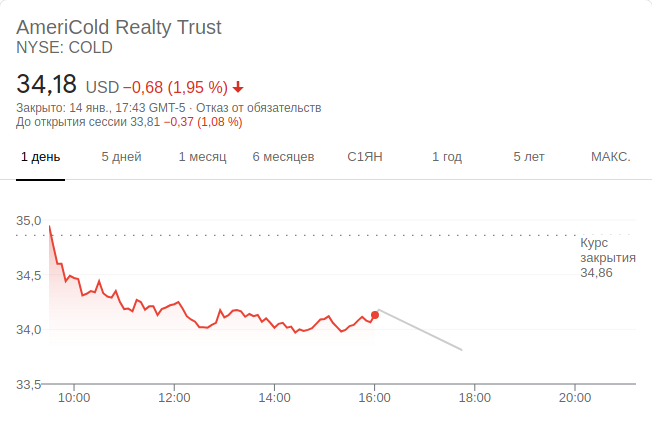 AmeriCold Realty Trust
NYSE: COLD
34,18 USD −0,68 (1,95 %)
Закрыто: 14 янв., 17:43 GMT-5 · Отказ от обязательств
До открытия сессии 33,81 −0,37 (1,08 %)
1 день 5 дней 1 месяц 6 месяцев С1ЯН 1 год 5 лет МАКС.
35,0
Курс
закрытия
34,86
34,5
34,0
33,5
10:00 12:00 14:00 16:00 18:00 20:00